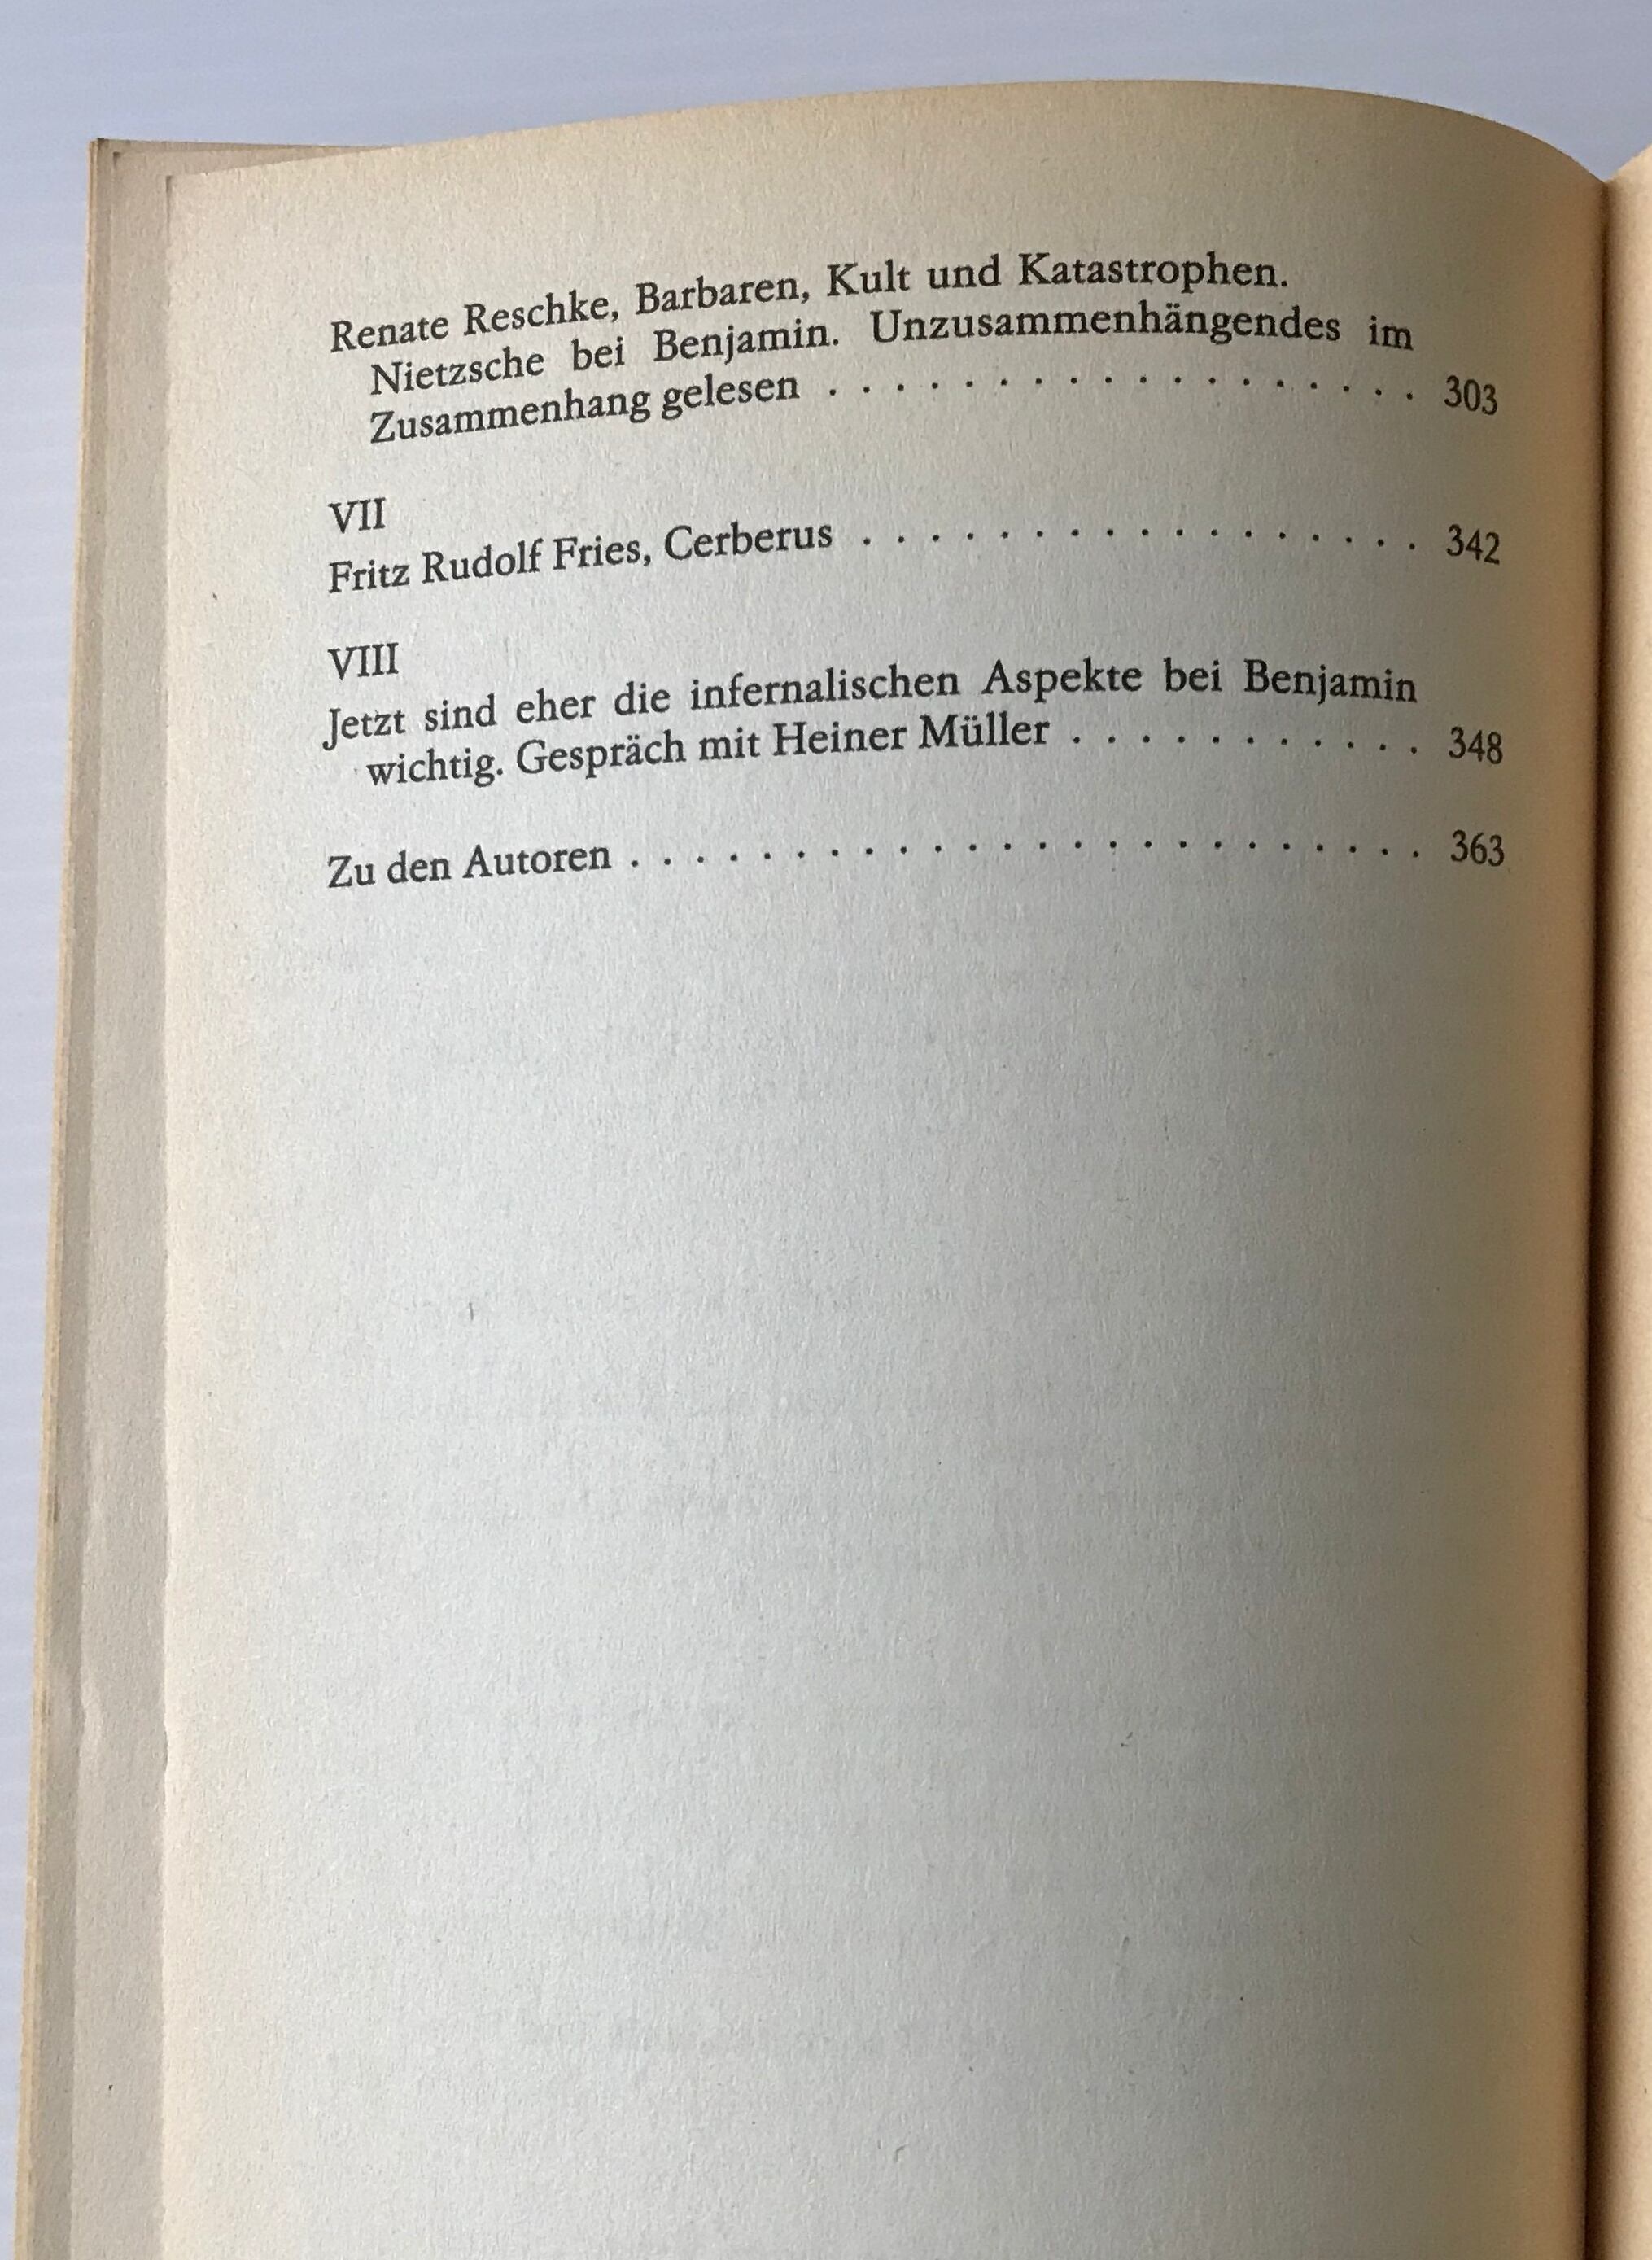 Renate Reschke, Barbaren, Kult und Katastrophen.
Nietzsche bei Benjamin. Unzusammenhängendes im
Zusammenhang gelesen . . . . . . . . . . . . . . . . . . 303
VII
Fritz Rudolf Fries, Cerberus . . . . . . . . . . . . . . . . . 342
VIII
Jetzt sind eher die infernalischen Aspekte bei Benjamin
wichtig. Gespräch mit Heiner Müller . . . . . . . . . . . 348
Zu den Autoren . . . . . . . . . . . . . . . . . . . . . . . . 363